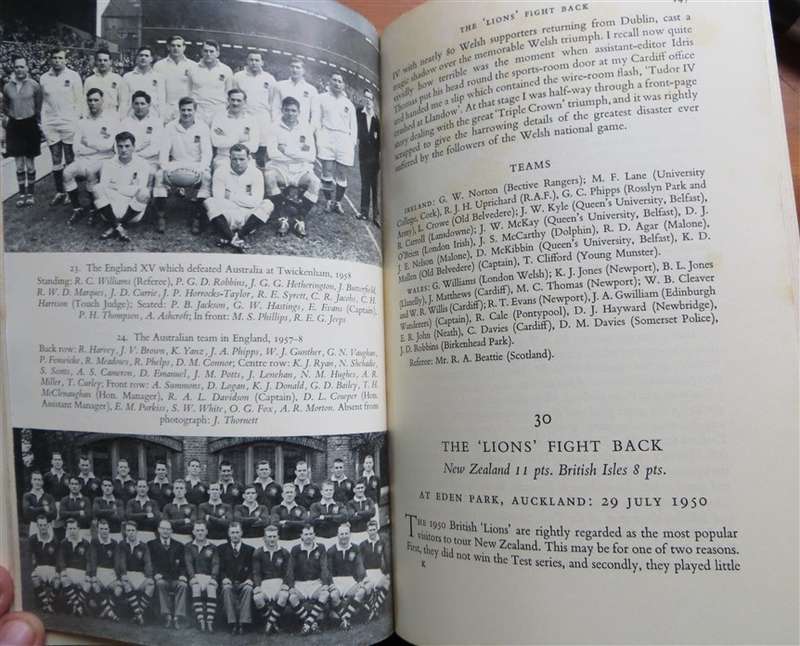 23. The England XV which defeated Australia at Twickenham, 1958
Standing: R. C. Williams (Referee), P. G. D. Robbins, J. G. G. Hetherington, J. Butterfield,
R. W. D. Marques, J. D. Currie, J. P. Horrocks-Taylor, R. E. Syrett, C. R. Jacobs, C. H.
Harrison (Touch Judge); Seated: P. B. Jackson, G. W. Hastings, E. Evans (Captain),
P. H. Thompson, A. Ashcroft; In front: M. S. Phillips, R. E. G. Jeeps
24. The Australian team in England, 1957–8
Back row: R. Harvey, J. V. Brown, K. Yanz, J. A. Phipps, W. J. Gunther, G. N. Vaughan,
P. Fenwicke, R. Meadows, R. Phelps, D. M. Connor; Centre row: K. J. Ryan, N. Shehadie,
S. Scotts, A. S. Cameron, D. Emanuel, J. M. Potts, J. Lenehan, N. M. Hughes, A. R.
Miller, T. Curley; Front row: A. Summons, D. Logan, K. J. Donald, G. D. Bailey, T. H.
McClenaughan (Hon. Manager), R. A. L. Davidson (Captain), D. L. Cowper (Hon.
Assistant Manager), E. M. Purkiss, S. W. White, O. G. Fox, A. R. Morton. Absent from
photograph: J. Thornett
THE 'LIONS' FIGHT BACK
IV with nearly 80 Welsh supporters returning from Dublin, cast a
tragic shadow over the memorable Welsh triumph. I recall now quite
vividly how terrible was the moment when assistant-editor Idris
Thomas put his head round the sports-room door at my Cardiff office
and handed me a slip which contained the wire-room flash, 'Tudor IV
crashed at Llandow'. At that stage I was half-way through a front-page
story dealing with the great 'Triple Crown' triumph, and it was rightly
scrapped to give the harrowing details of the greatest disaster ever
suffered by the followers of the Welsh national game.
TEAMS
IRELAND: G. W. Norton (Bective Rangers); M. F. Lane (University
College, Cork), R. J. H. Uprichard (R.A.F.), G. C. Phipps (Rosslyn Park and
Army), L. Crowe (Old Belvedere); J. W. Kyle (Queen's University, Belfast),
R. Carroll (Lansdowne); J. W. McKay (Queen's University, Belfast), D. J.
O'Brien (London Irish), J. S. McCarthy (Dolphin), R. D. Agar (Malone),
J. E. Nelson (Malone), D. McKibbin (Queen's University, Belfast), K. D.
Mullen (Old Belvedere) (Captain), T. Clifford (Young Munster).
WALES: G. Williams (London Welsh); K. J. Jones (Newport), B. L. Jones
(Llanelly), J. Matthews (Cardiff), M. C. Thomas (Newport); W. B. Cleaver
and W. R. Willis (Cardiff); R. T. Evans (Newport), J. A. Gwilliam (Edinburgh
Wanderers) (Captain), R. Cale (Pontypool), D. J. Hayward (Newbridge),
E. R. John (Neath), C. Davies (Cardiff), D. M. Davies (Somerset Police),
J. D. Robbins (Birkenhead Park).
Referee: Mr. R. A. Beattie (Scotland).
30
THE 'LIONS' FIGHT BACK
New Zealand 11 pts. British Isles 8 pts.
AT EDEN PARK, AUCKLAND: 29 JULY 1950
THE 1950 British 'Lions' are rightly regarded as the most popular
visitors to tour New Zealand. This may be for one of two reasons.
First, they did not win the Test series, and secondly, they played little
K